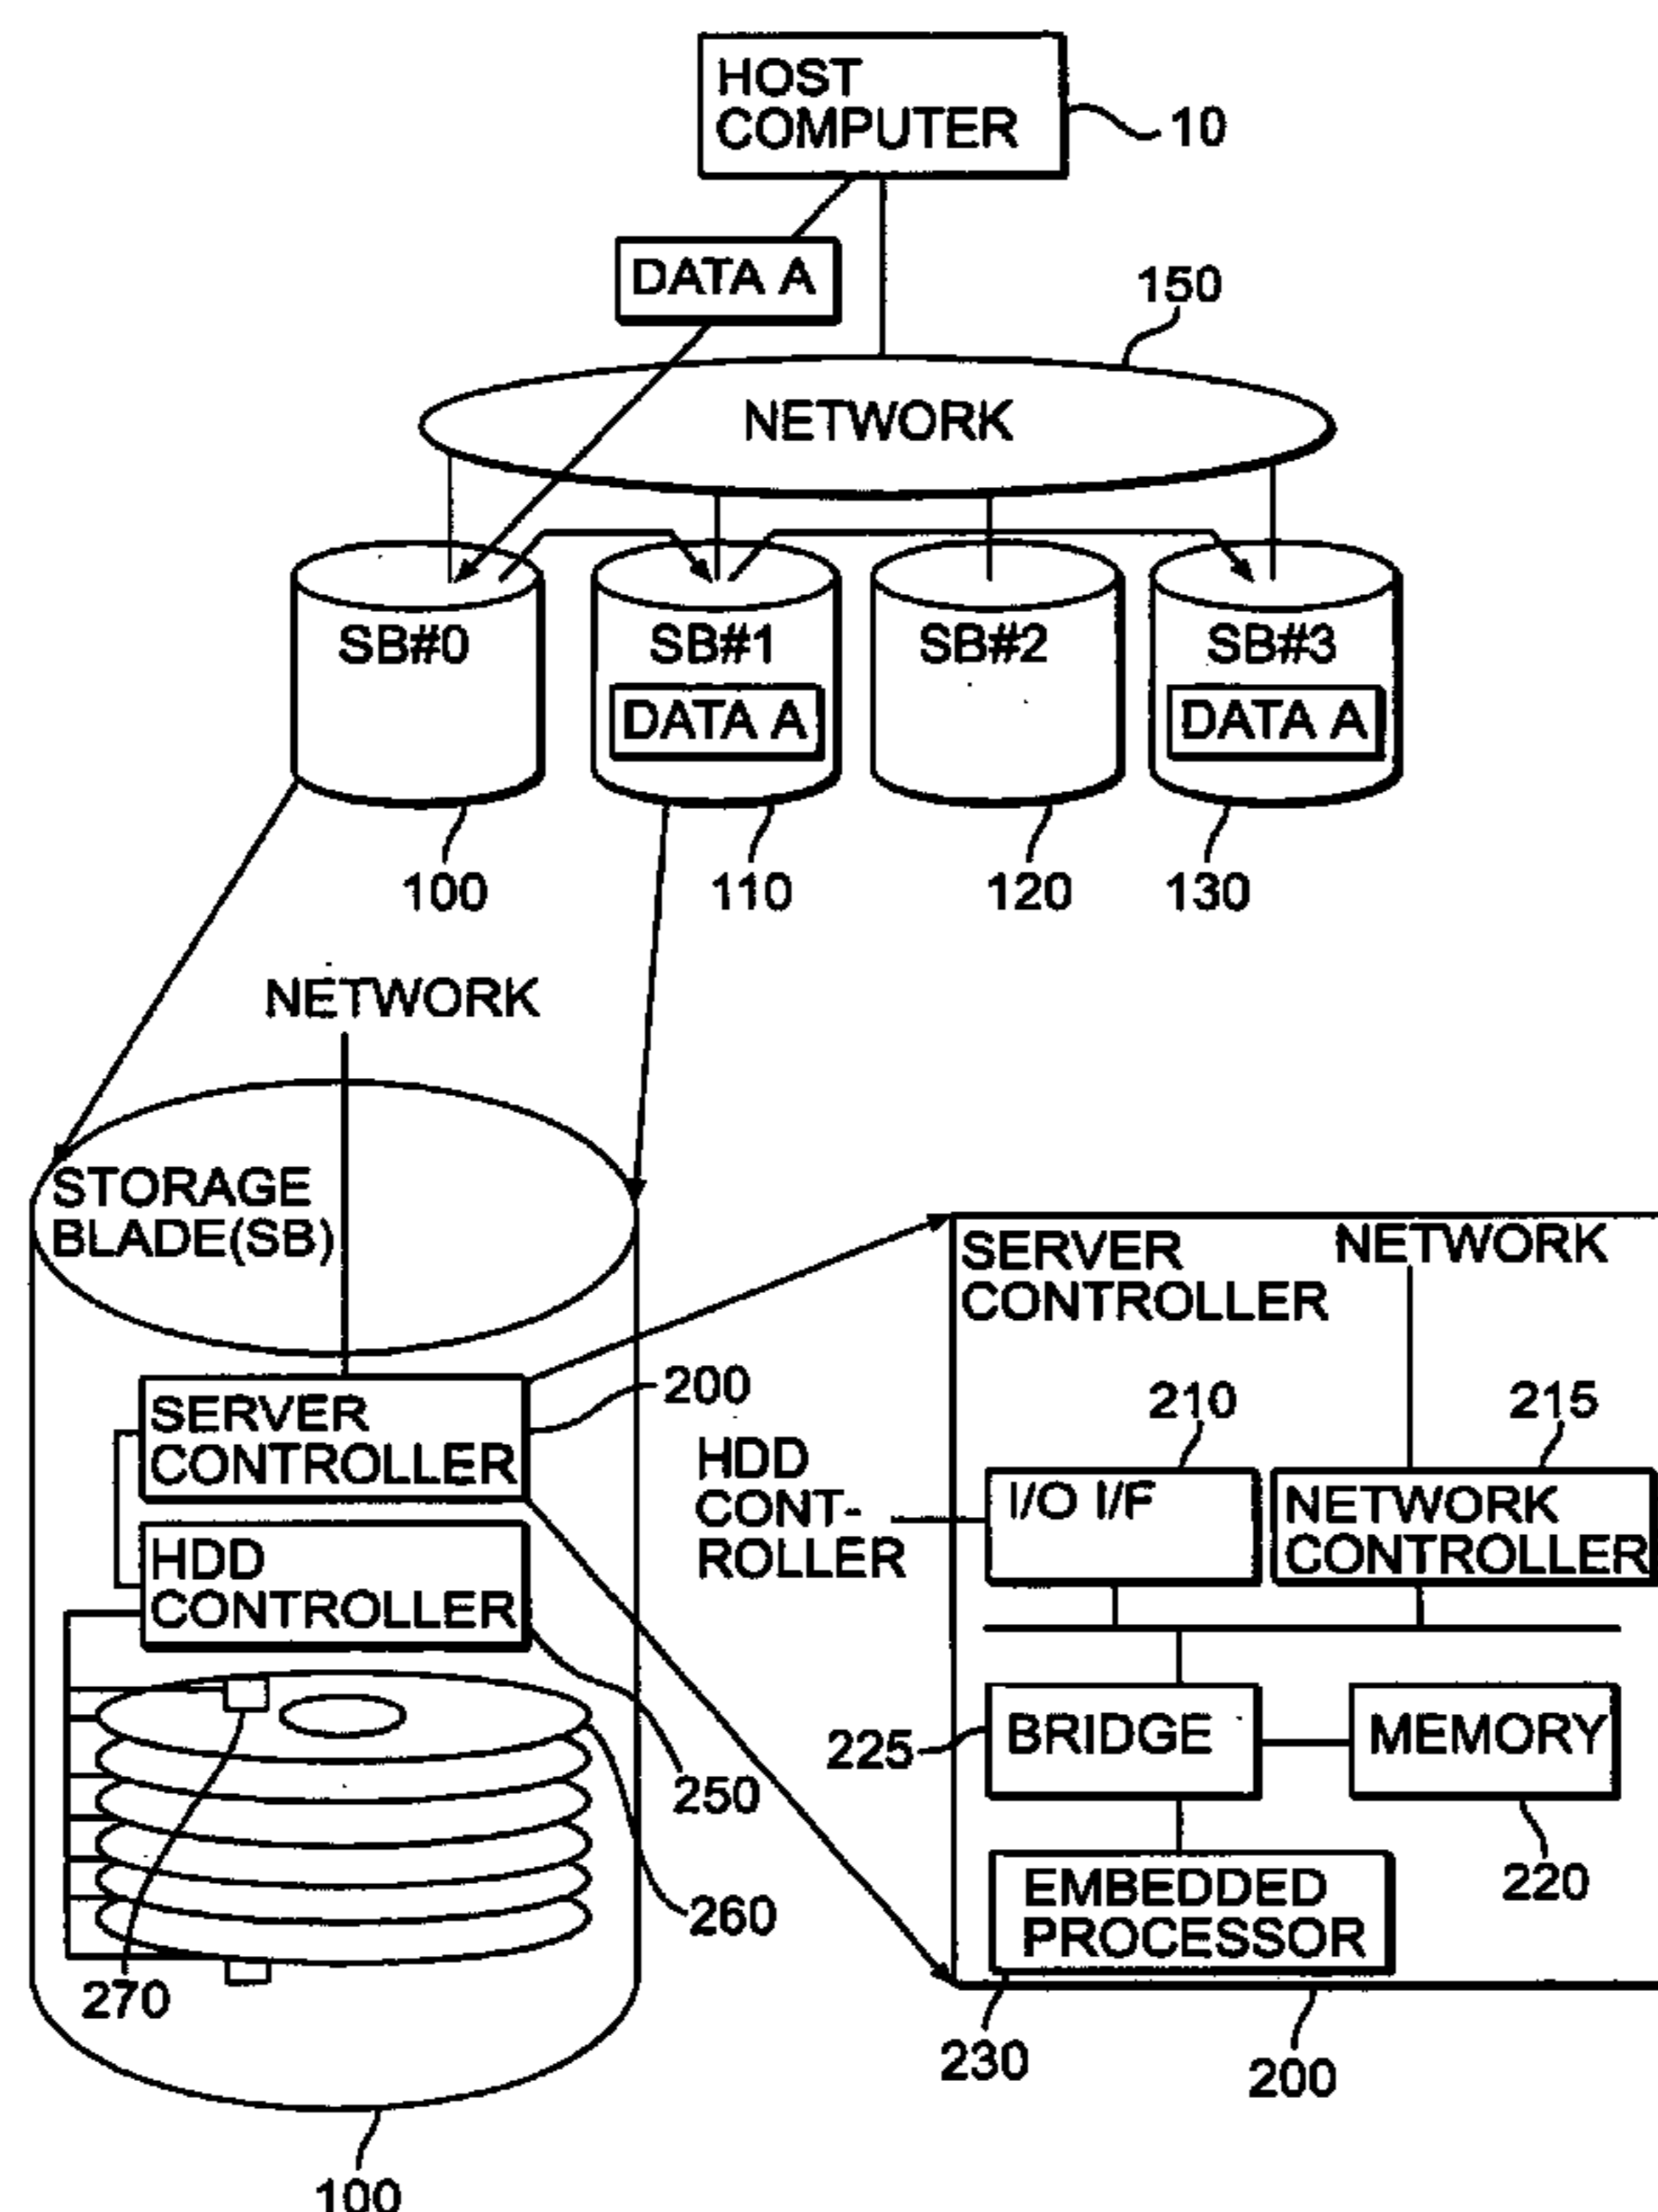 HOST
COMPUTER
10
DATA A
150
NETWORK
SB#0
SB#1
SB#2
SB#3
DATA A
DATA A
100
110
120
130
NETWORK
STORAGE
BLADE(SB)
SERVER
CONTROLLER
NETWORK
SERVER
CONTROLLER
200
210
215
HDD
CONT-
ROLLER
I/O I/F
NETWORK
CONTROLLER
HDD
CONTROLLER
225
BRIDGE
MEMORY
250
260
220
EMBEDDED
PROCESSOR
270
230
200
100